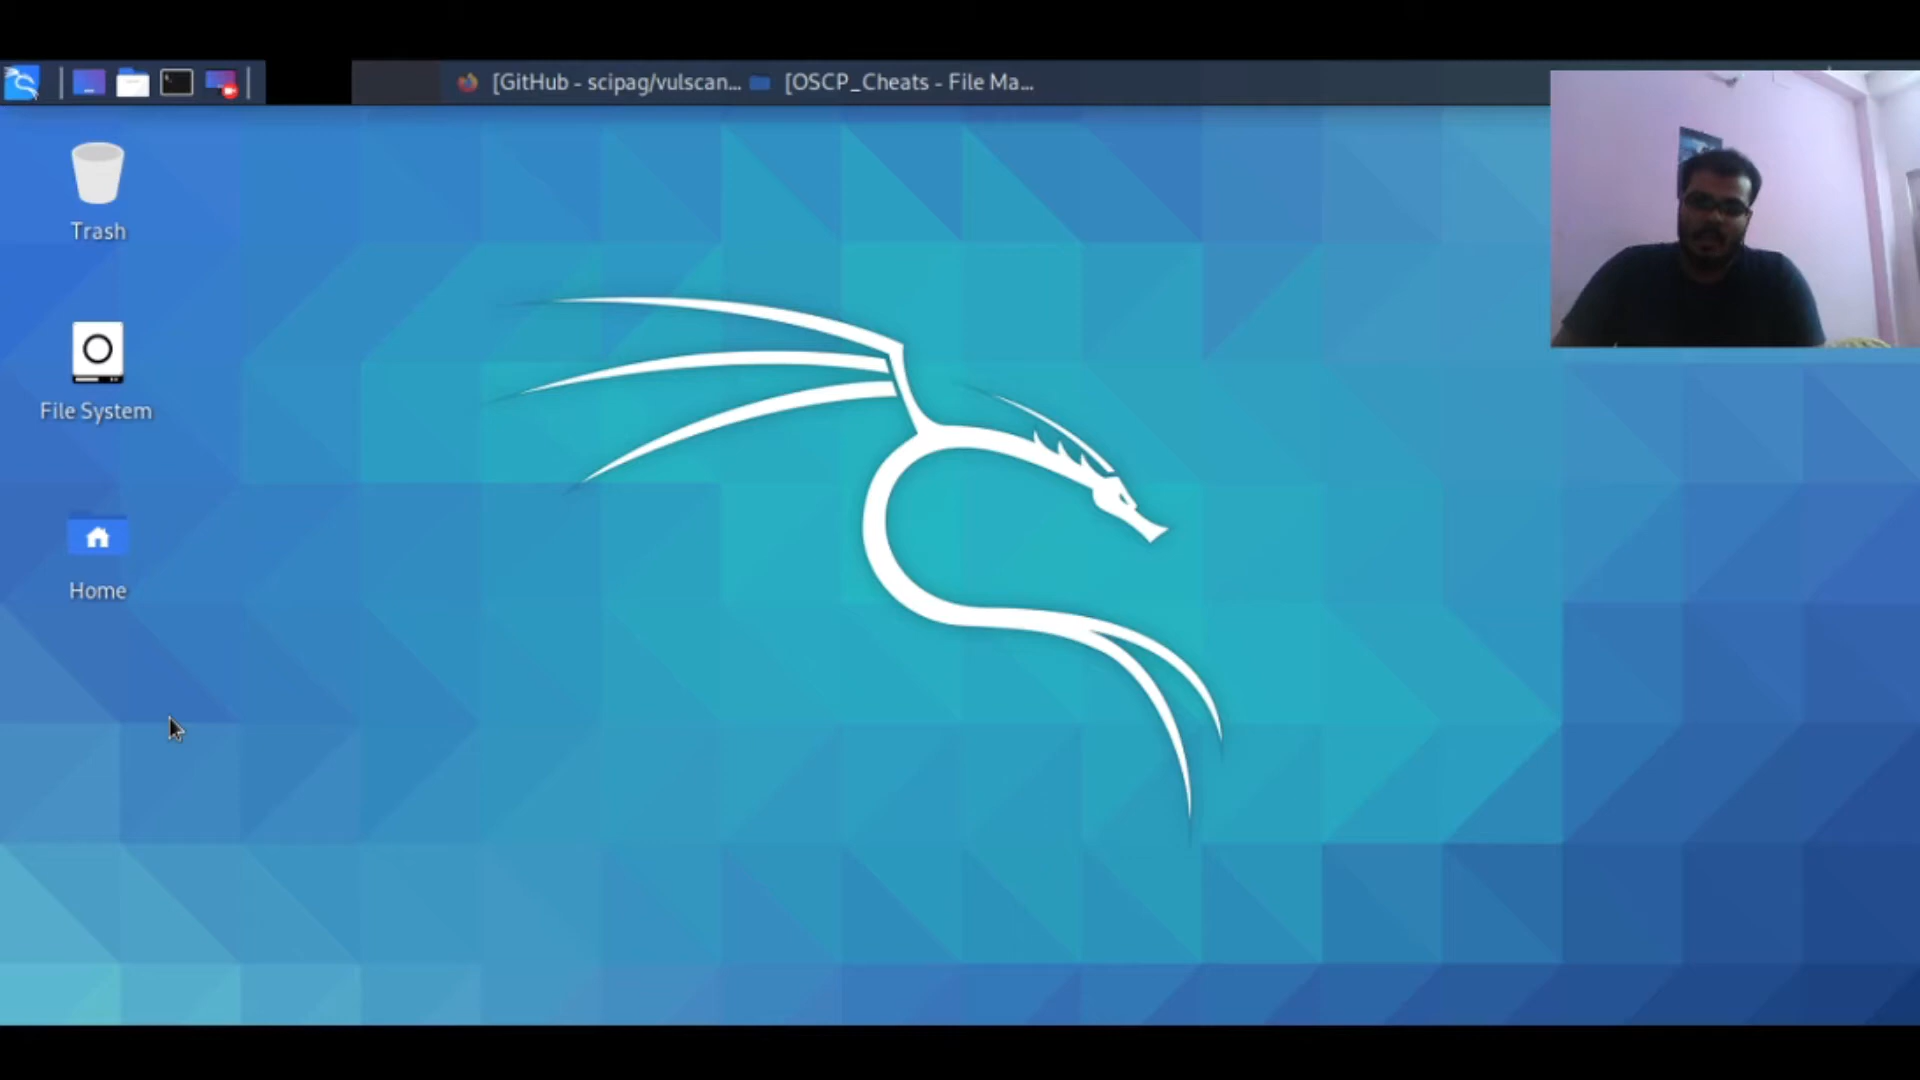 [GitHub - scipag/vulscan...
[OSCP_Cheats - File Ma...
Trash
File System
Home